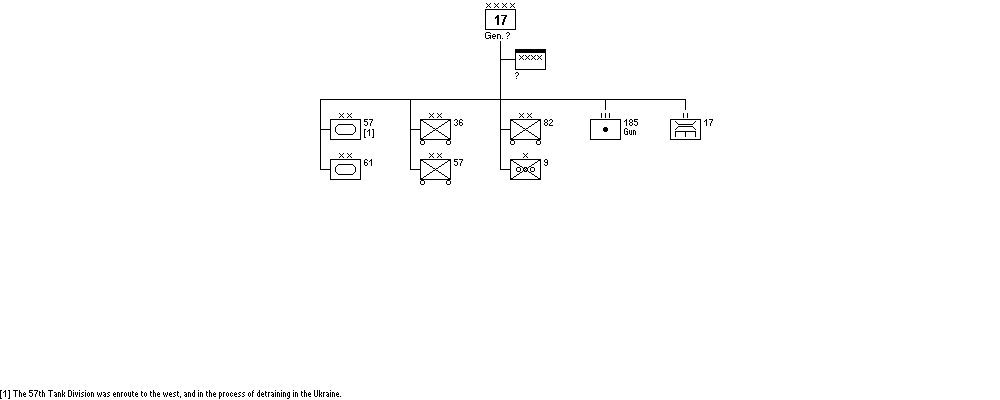 XXXX
17
Gen. ?
XXXX
?
XX 57 [1]
XX 36
XX 82
III 185 Gun
II 17
XX 61
XX 57
X 9
[1] The 57th Tank Division was enroute to the west, and in the process of detraining in the Ukraine.